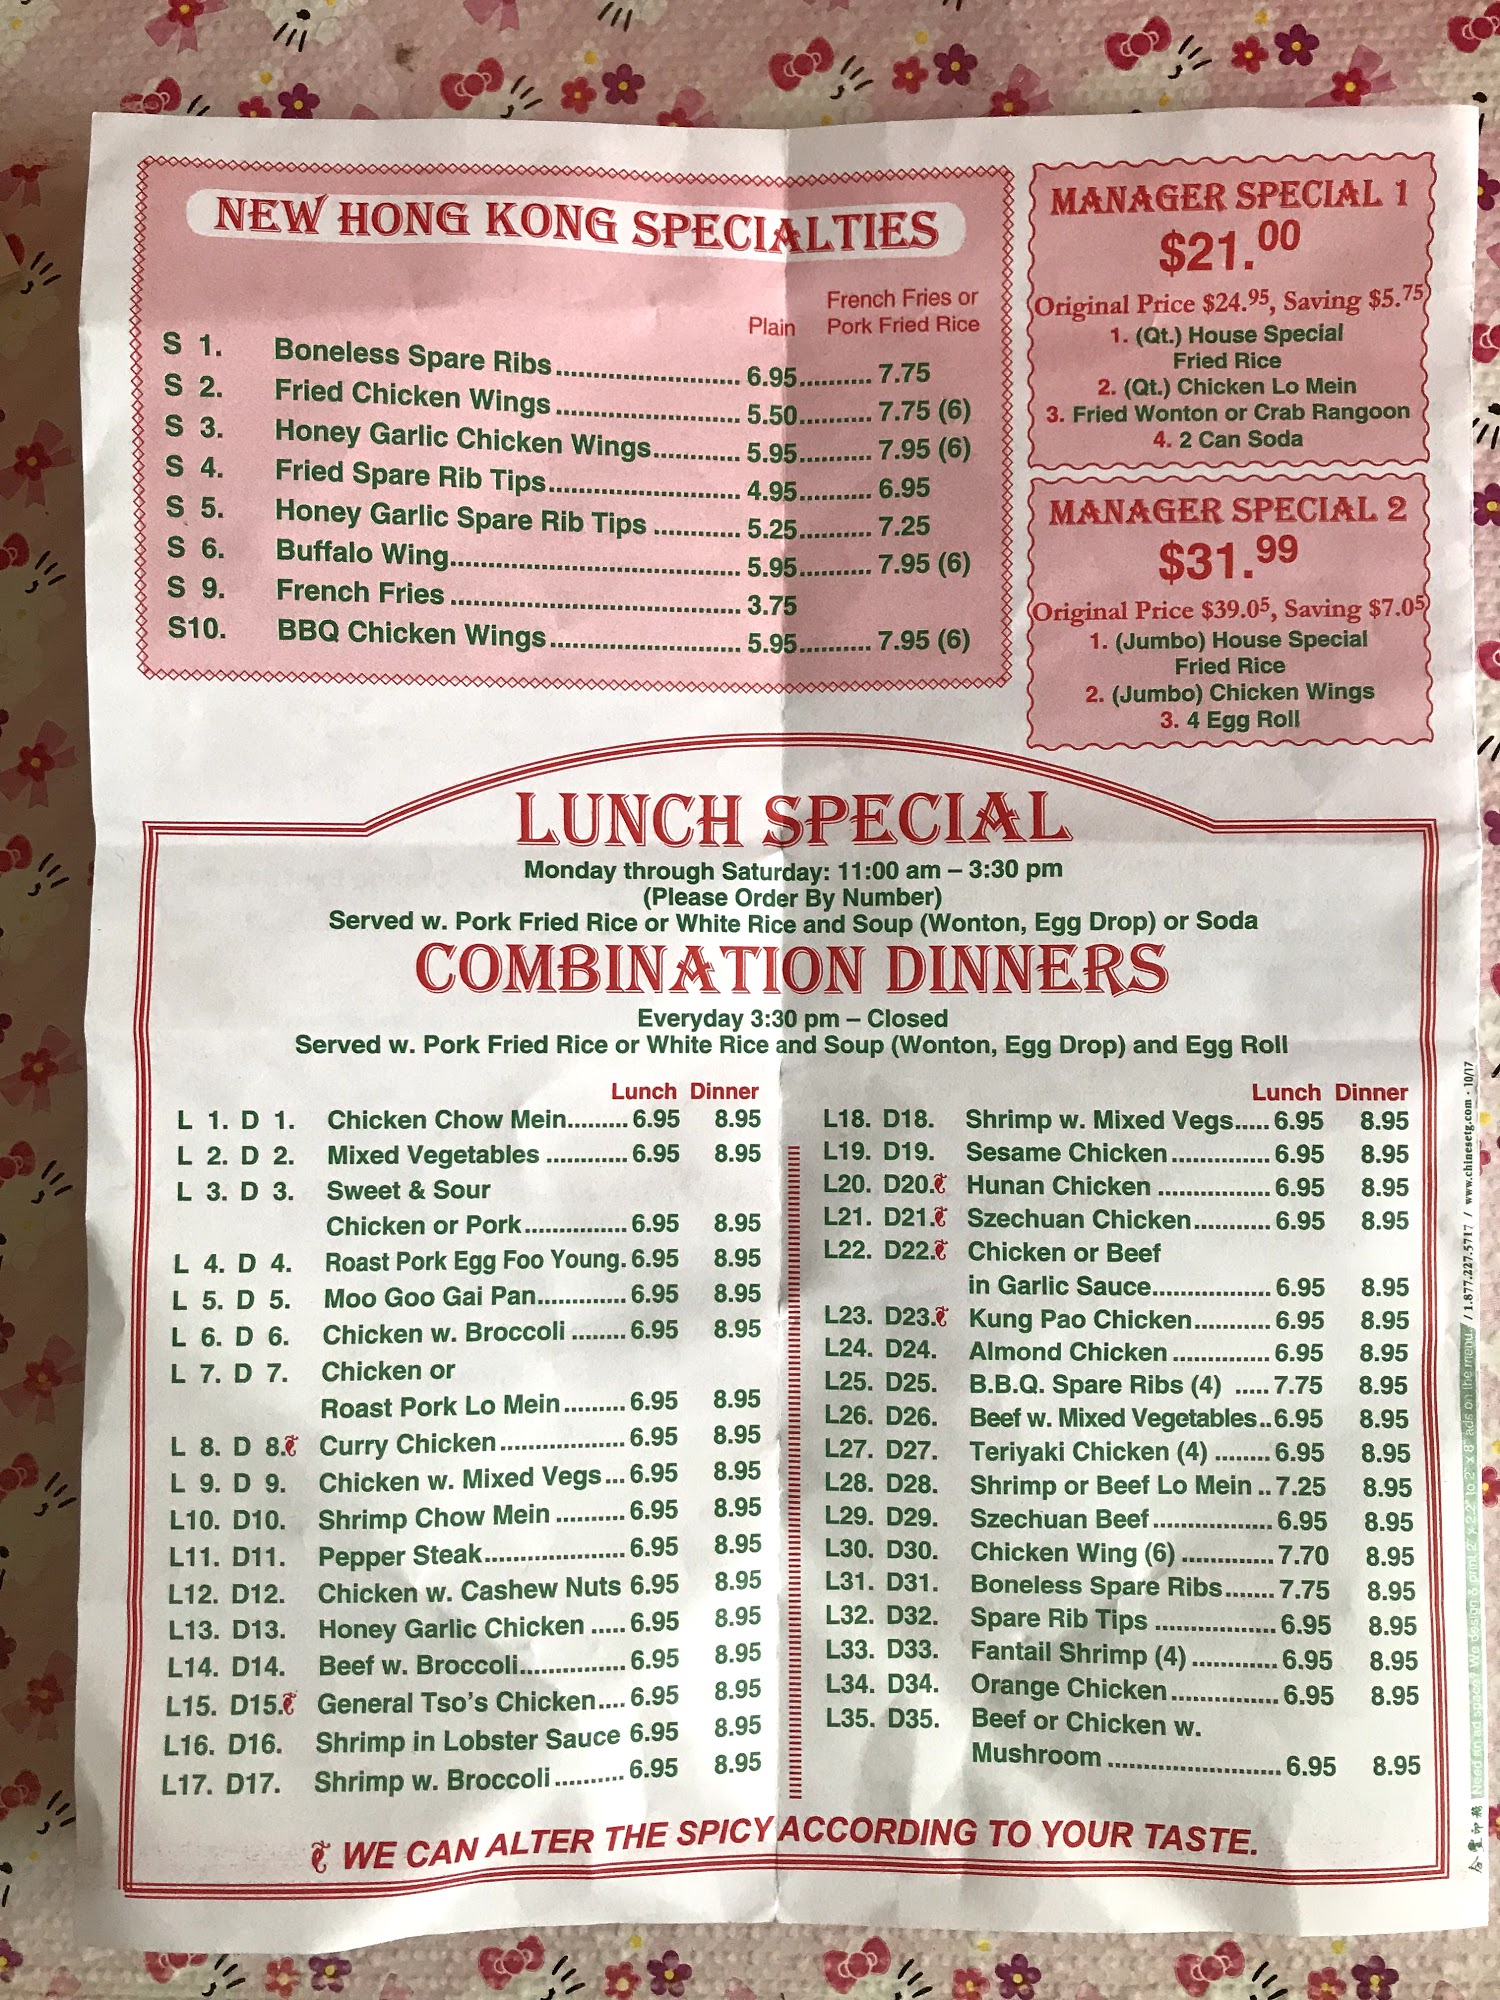 NEW HONG KONG SPECIALTIES
Plain French Fries or Pork Fried Rice
S 1. Boneless Spare Ribs 6.95 7.75
S 2. Fried Chicken Wings 5.50 7.75 (6)
S 3. Honey Garlic Chicken Wings 5.95 7.95 (6)
S 4. Fried Spare Rib Tips 4.95 6.95
S 5. Honey Garlic Spare Rib Tips 5.25 7.25
S 6. Buffalo Wing 5.95 7.95 (6)
S 9. French Fries 3.75
S10. BBQ Chicken Wings 5.95 7.95 (6)
MANAGER SPECIAL 1
$21.00
Original Price $24.95, Saving $5.75
1. (Qt.) House Special
Fried Rice
2. (Qt.) Chicken Lo Mein
3. Fried Wonton or Crab Rangoon
4. 2 Can Soda
MANAGER SPECIAL 2
$31.99
Original Price $39.05, Saving $7.05
1. (Jumbo) House Special
Fried Rice
2. (Jumbo) Chicken Wings
3. 4 Egg Roll
LUNCH SPECIAL
Monday through Saturday: 11:00 am – 3:30 pm
(Please Order By Number)
Served w. Pork Fried Rice or White Rice and Soup (Wonton, Egg Drop) or Soda
COMBINATION DINNERS
Everyday 3:30 pm – Closed
Served w. Pork Fried Rice or White Rice and Soup (Wonton, Egg Drop) and Egg Roll
Lunch Dinner
L 1. D 1. Chicken Chow Mein 6.95 8.95
L 2. D 2. Mixed Vegetables 6.95 8.95
L 3. D 3. Sweet & Sour
Chicken or Pork 6.95 8.95
L 4. D 4. Roast Pork Egg Foo Young. 6.95 8.95
L 5. D 5. Moo Goo Gai Pan 6.95 8.95
L 6. D 6. Chicken w. Broccoli 6.95 8.95
L 7. D 7. Chicken or
Roast Pork Lo Mein 6.95 8.95
L 8. D 8. Curry Chicken 6.95 8.95
L 9. D 9. Chicken w. Mixed Vegs 6.95 8.95
L10. D10. Shrimp Chow Mein 6.95 8.95
L11. D11. Pepper Steak 6.95 8.95
L12. D12. Chicken w. Cashew Nuts 6.95 8.95
L13. D13. Honey Garlic Chicken 6.95 8.95
L14. D14. Beef w. Broccoli 6.95 8.95
L15. D15. General Tso's Chicken 6.95 8.95
L16. D16. Shrimp in Lobster Sauce 6.95 8.95
L17. D17. Shrimp w. Broccoli 6.95 8.95
Lunch Dinner
L18. D18. Shrimp w. Mixed Vegs 6.95 8.95
L19. D19. Sesame Chicken 6.95 8.95
L20. D20. Hunan Chicken 6.95 8.95
L21. D21. Szechuan Chicken 6.95 8.95
L22. D22. Chicken or Beef
in Garlic Sauce 6.95 8.95
L23. D23. Kung Pao Chicken 6.95 8.95
L24. D24. Almond Chicken 6.95 8.95
L25. D25. B.B.Q. Spare Ribs (4) 7.75 8.95
L26. D26. Beef w. Mixed Vegetables 6.95 8.95
L27. D27. Teriyaki Chicken (4) 6.95 8.95
L28. D28. Shrimp or Beef Lo Mein 7.25 8.95
L29. D29. Szechuan Beef 6.95 8.95
L30. D30. Chicken Wing (6) 7.70 8.95
L31. D31. Boneless Spare Ribs 7.75 8.95
L32. D32. Spare Rib Tips 6.95 8.95
L33. D33. Fantail Shrimp (4) 6.95 8.95
L34. D34. Orange Chicken 6.95 8.95
L35. D35. Beef or Chicken w.
Mushroom 6.95 8.95
WE CAN ALTER THE SPICY ACCORDING TO YOUR TASTE.
Need an ad space? We design & print 2" x 2.2" to 2" x 8" ads on the menu. / 1.877.227.5717 / www.chinesetg.com · 10/17